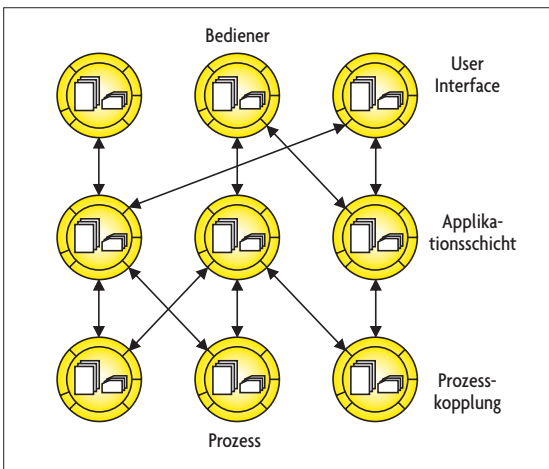 Bediener
User
Interface
Applika-
tionsschicht
Prozess-
kopplung
Prozess